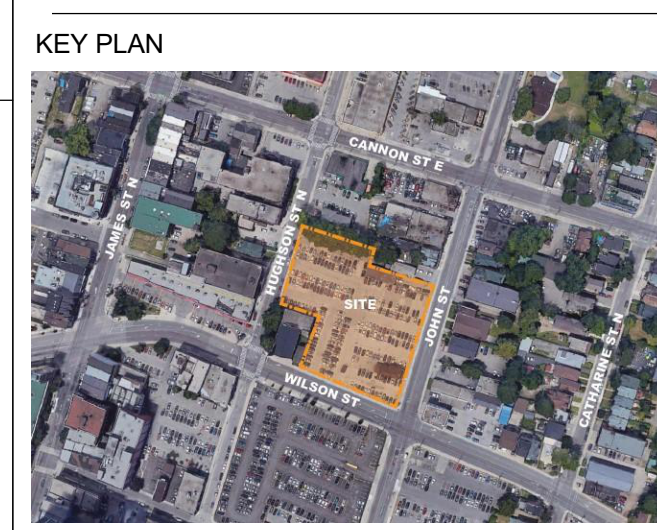 KEY PLAN
CANNON ST E
JAMES ST N
HUGHSON ST N
SITE
JOHN ST
CATHARINE ST N
WILSON ST